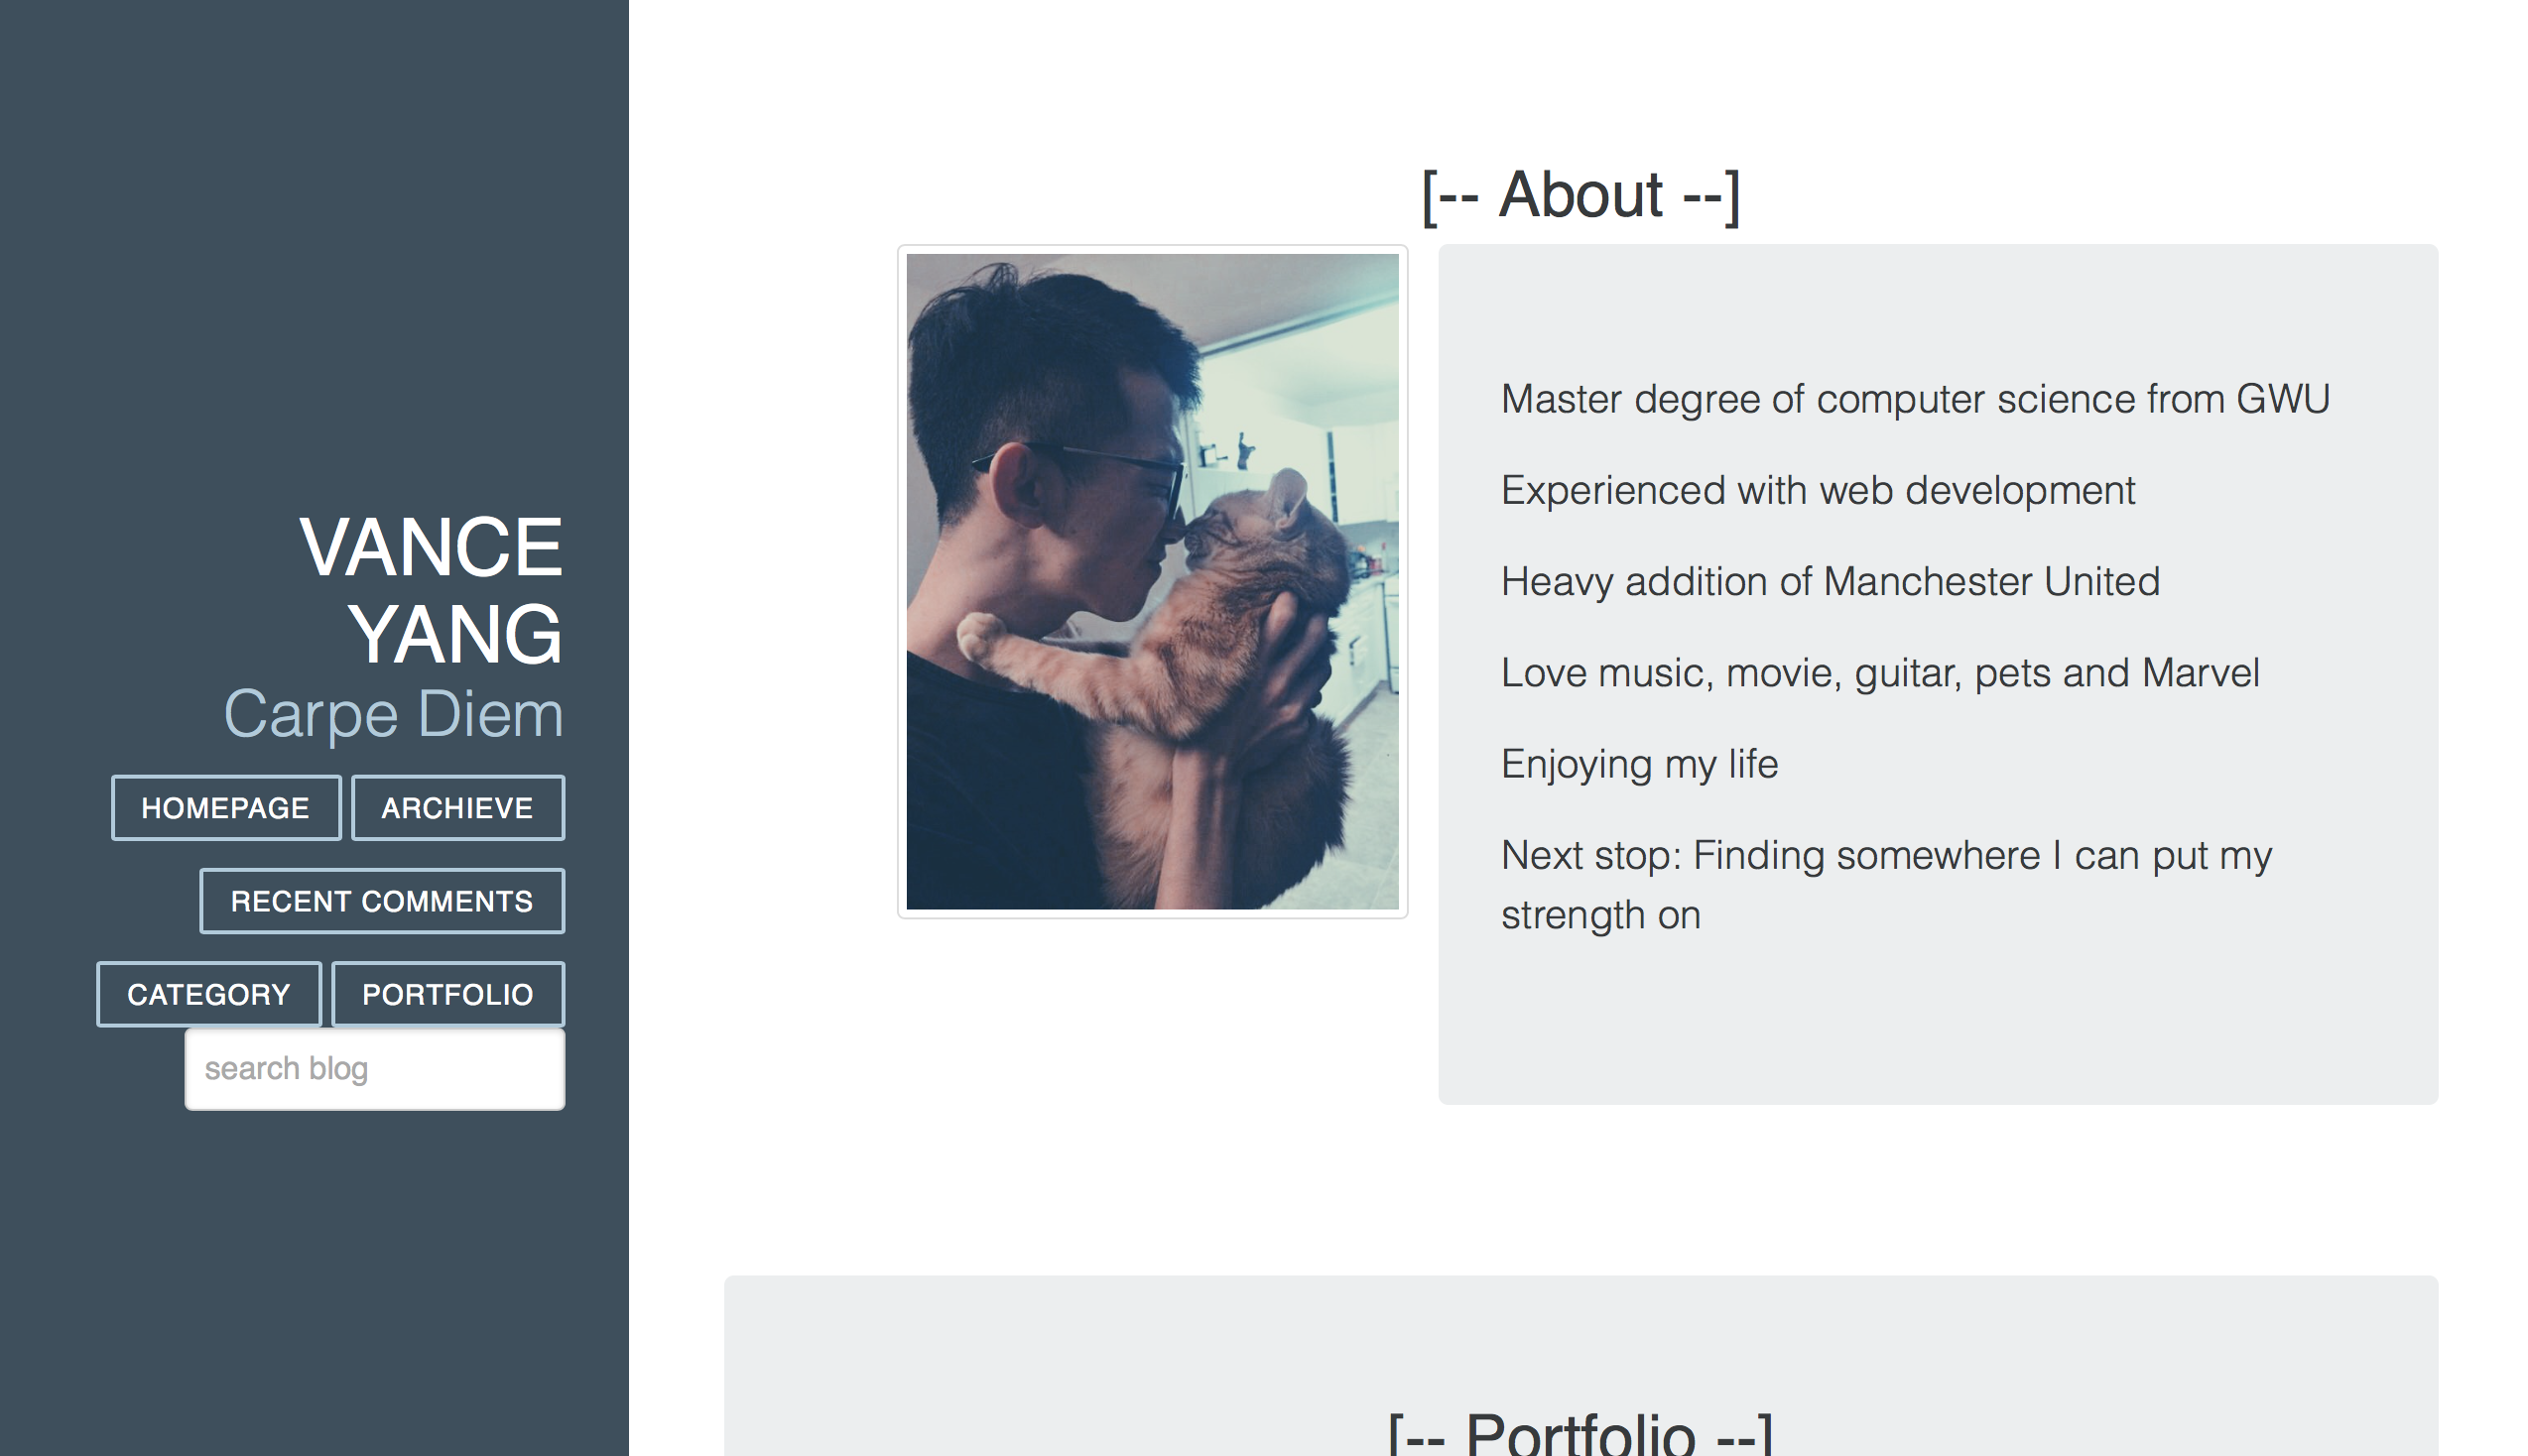 VANCE
YANG
Carpe Diem
HOMEPAGE
ARCHIEVE
RECENT COMMENTS
CATEGORY
PORTFOLIO
search blog
[-- About --]
Master degree of computer science from GWU
Experienced with web development
Heavy addition of Manchester United
Love music, movie, guitar, pets and Marvel
Enjoying my life
Next stop: Finding somewhere I can put my
strength on
[-- Portfolio --]